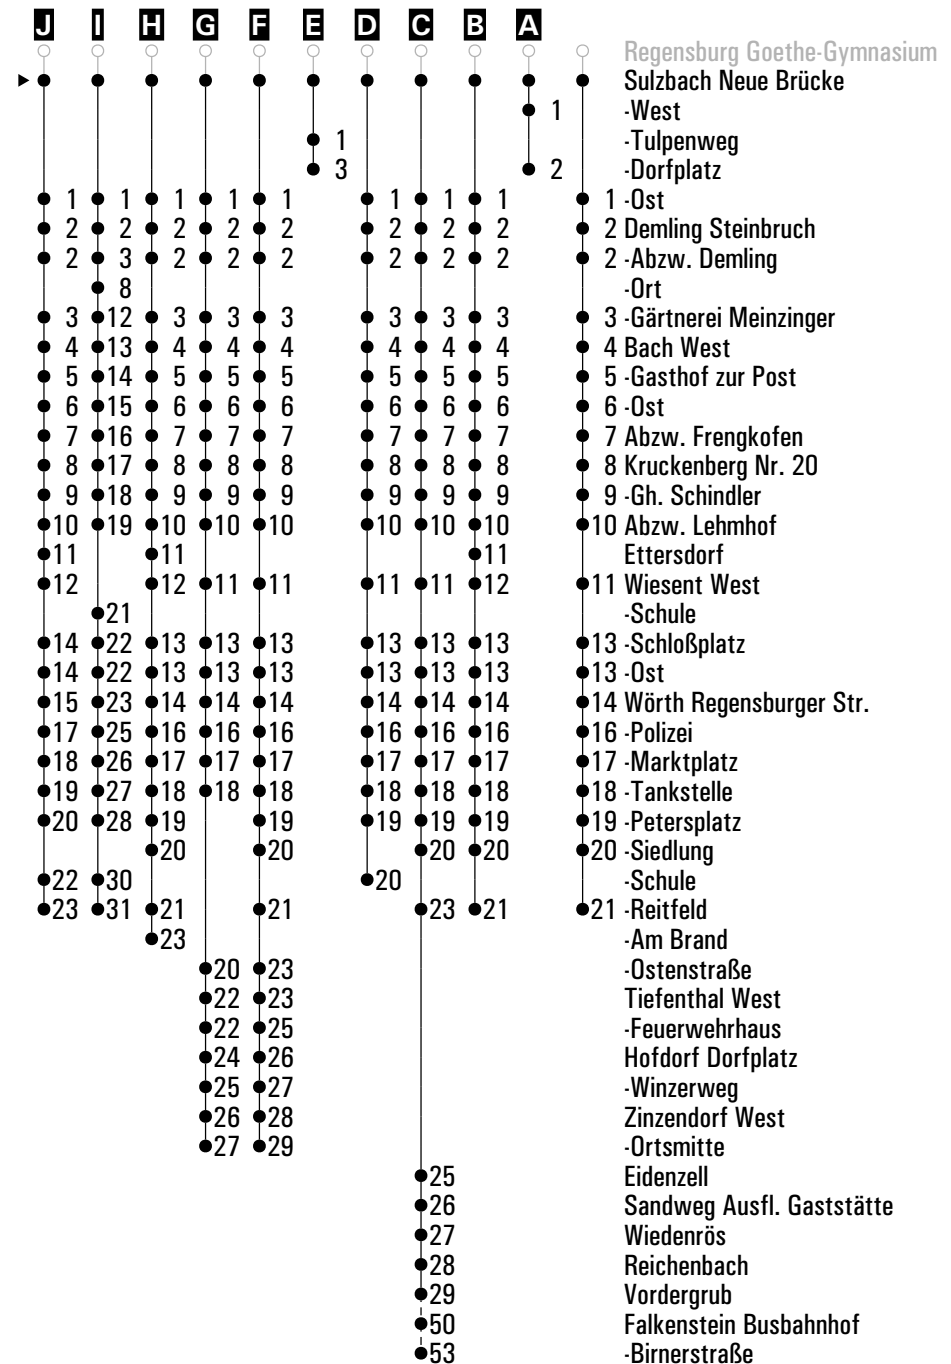 J I H G F E D C B A
Regensburg Goethe-Gymnasium
Sulzbach Neue Brücke
1 -West
1 -Tulpenweg
3 2 -Dorfplatz
1 1 1 1 1 1 1 1 1 -Ost
2 2 2 2 2 2 2 2 2 Demling Steinbruch
2 3 2 2 2 2 2 2 2 -Abzw. Demling
8 -Ort
3 12 3 3 3 3 3 3 3 -Gärtnerei Meinzinger
4 13 4 4 4 4 4 4 4 Bach West
5 14 5 5 5 5 5 5 5 -Gasthof zur Post
6 15 6 6 6 6 6 6 6 -Ost
7 16 7 7 7 7 7 7 7 Abzw. Frengkofen
8 17 8 8 8 8 8 8 8 Kruckenberg Nr. 20
9 18 9 9 9 9 9 9 9 -Gh. Schindler
10 19 10 10 10 10 10 10 10 Abzw. Lehmhof
11 11 11 Ettersdorf
12 12 11 11 11 11 12 11 Wiesent West
21 -Schule
14 22 13 13 13 13 13 13 13 -Schloßplatz
14 22 13 13 13 13 13 13 13 -Ost
15 23 14 14 14 14 14 14 14 Wörth Regensburger Str.
17 25 16 16 16 16 16 16 16 -Polizei
18 26 17 17 17 17 17 17 17 -Marktplatz
19 27 18 18 18 18 18 18 18 -Tankstelle
20 28 19 19 19 19 19 19 -Petersplatz
20 20 20 20 20 -Siedlung
22 30 20 -Schule
23 31 21 21 23 21 21 -Reitfeld
23 -Am Brand
20 23 -Ostenstraße
22 23 Tiefenthal West
22 25 -Feuerwehrhaus
24 26 Hofdorf Dorfplatz
25 27 -Winzerweg
26 28 Zinzendorf West
27 29 -Ortsmitte
25 Eidenzell
26 Sandweg Ausfl. Gaststätte
27 Wiedenrös
28 Reichenbach
29 Vordergrub
50 Falkenstein Busbahnhof
53 -Birnerstraße